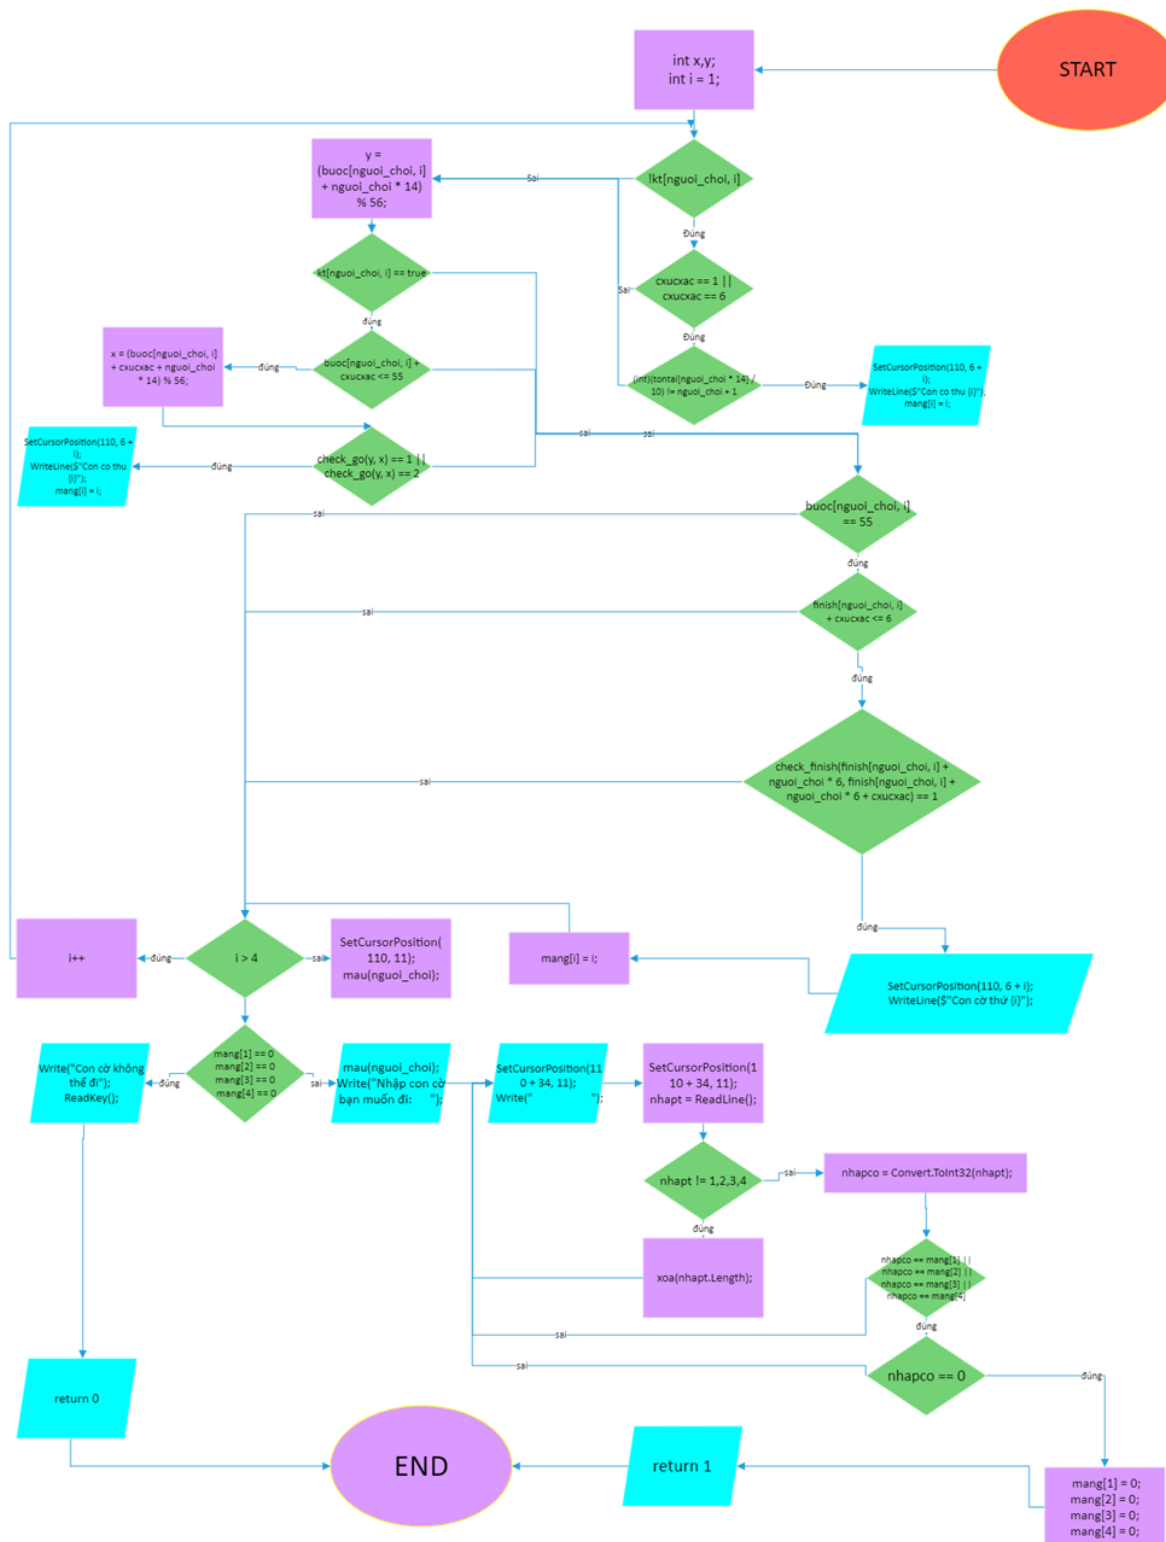 START
int x,y;
int i = 1;
!kt[nguoi_choi, i]
y =
(buoc[nguoi_choi, i]
+ nguoi_choi * 14)
% 56;
Sai
Đúng
kt[nguoi_choi, i] == true
cxucxac == 1 ||
cxucxac == 6
Sai
đúng
Đúng
x = (buoc[nguoi_choi, i]
+ cxucxac + nguoi_choi
* 14) % 56;
đúng
buoc[nguoi_choi, i] +
cxucxac <= 55
(int)(tontai[nguoi_choi * 14] /
10) != nguoi_choi + 1
Đúng
SetCursorPosition(110, 6 +
i);
WriteLine($"Con co thu {i}");
mang[i] = i;
sai
sai
SetCursorPosition(110, 6 +
i);
WriteLine($"Con co thu
{i}");
mang[i] = i;
đúng
check_go(y, x) == 1 ||
check_go(y, x) == 2
sai
buoc[nguoi_choi, i]
== 55
đúng
sai
finish[nguoi_choi, i]
+ cxucxac <= 6
đúng
sai
check_finish(finish[nguoi_choi, i] +
nguoi_choi * 6, finish[nguoi_choi, i] +
nguoi_choi * 6 + cxucxac) == 1
đúng
i++
đúng
i > 4
sai
SetCursorPosition(
110, 11);
mau(nguoi_choi);
mang[i] = i;
SetCursorPosition(110, 6 + i);
WriteLine($"Con cờ thứ {i}");
Write("Con cờ không
thể đi");
ReadKey();
đúng
mang[1] == 0
mang[2] == 0
mang[3] == 0
mang[4] == 0
sai
mau(nguoi_choi);
Write("Nhập con cờ
bạn muốn đi:     ");
SetCursorPosition(11
0 + 34, 11);
Write("          ");
SetCursorPosition(1
10 + 34, 11);
nhapt = ReadLine();
nhapt != 1,2,3,4
sai
nhapco = Convert.ToInt32(nhapt);
đúng
xoa(nhapt.Length);
nhapco == mang[1] ||
nhapco == mang[2] ||
nhapco == mang[3] ||
nhapco == mang[4]
sai
đúng
sai
nhapco == 0
đúng
return 0
END
return 1
mang[1] = 0;
mang[2] = 0;
mang[3] = 0;
mang[4] = 0;